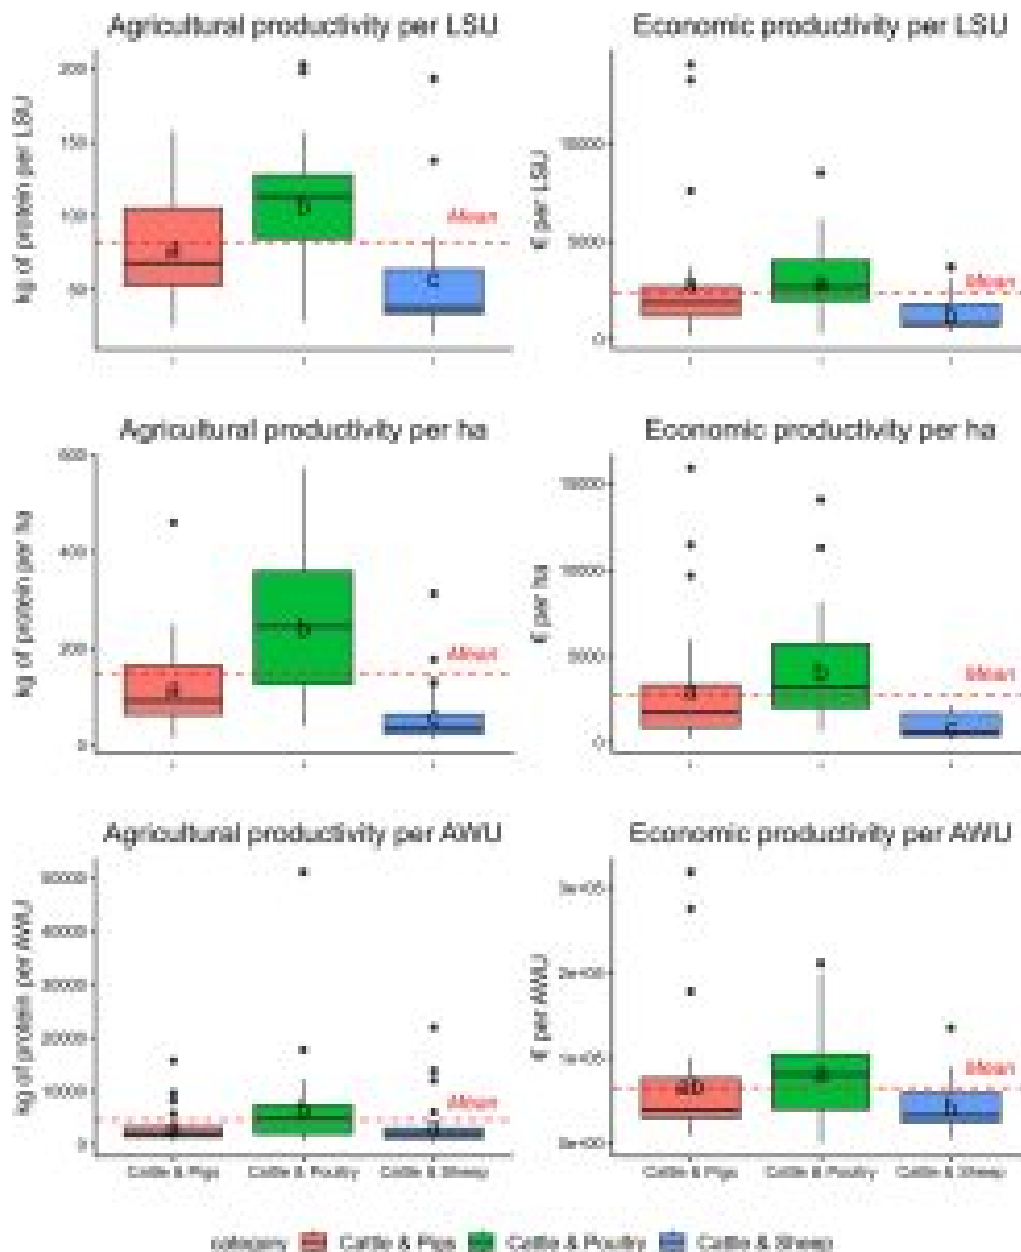 Agricultural productivity per LSU
kg of protein per LSU
200
150
100
50
a
b
c
Mean
Economic productivity per LSU
€ per LSU
10000
5000
0
a
a
b
Mean
Agricultural productivity per ha
kg of protein per ha
600
400
200
0
a
b
c
Mean
Economic productivity per ha
€ per ha
15000
10000
5000
0
a
b
c
Mean
Agricultural productivity per AWU
kg of protein per AWU
50000
40000
30000
20000
10000
0
Mean
Cattle & Pigs
Cattle & Poultry
Cattle & Sheep
Economic productivity per AWU
€ per AWU
3e+05
2e+05
1e+05
0e+00
ab
a
b
Mean
Cattle & Pigs
Cattle & Poultry
Cattle & Sheep
category Cattle & Pigs Cattle & Poultry Cattle & Sheep